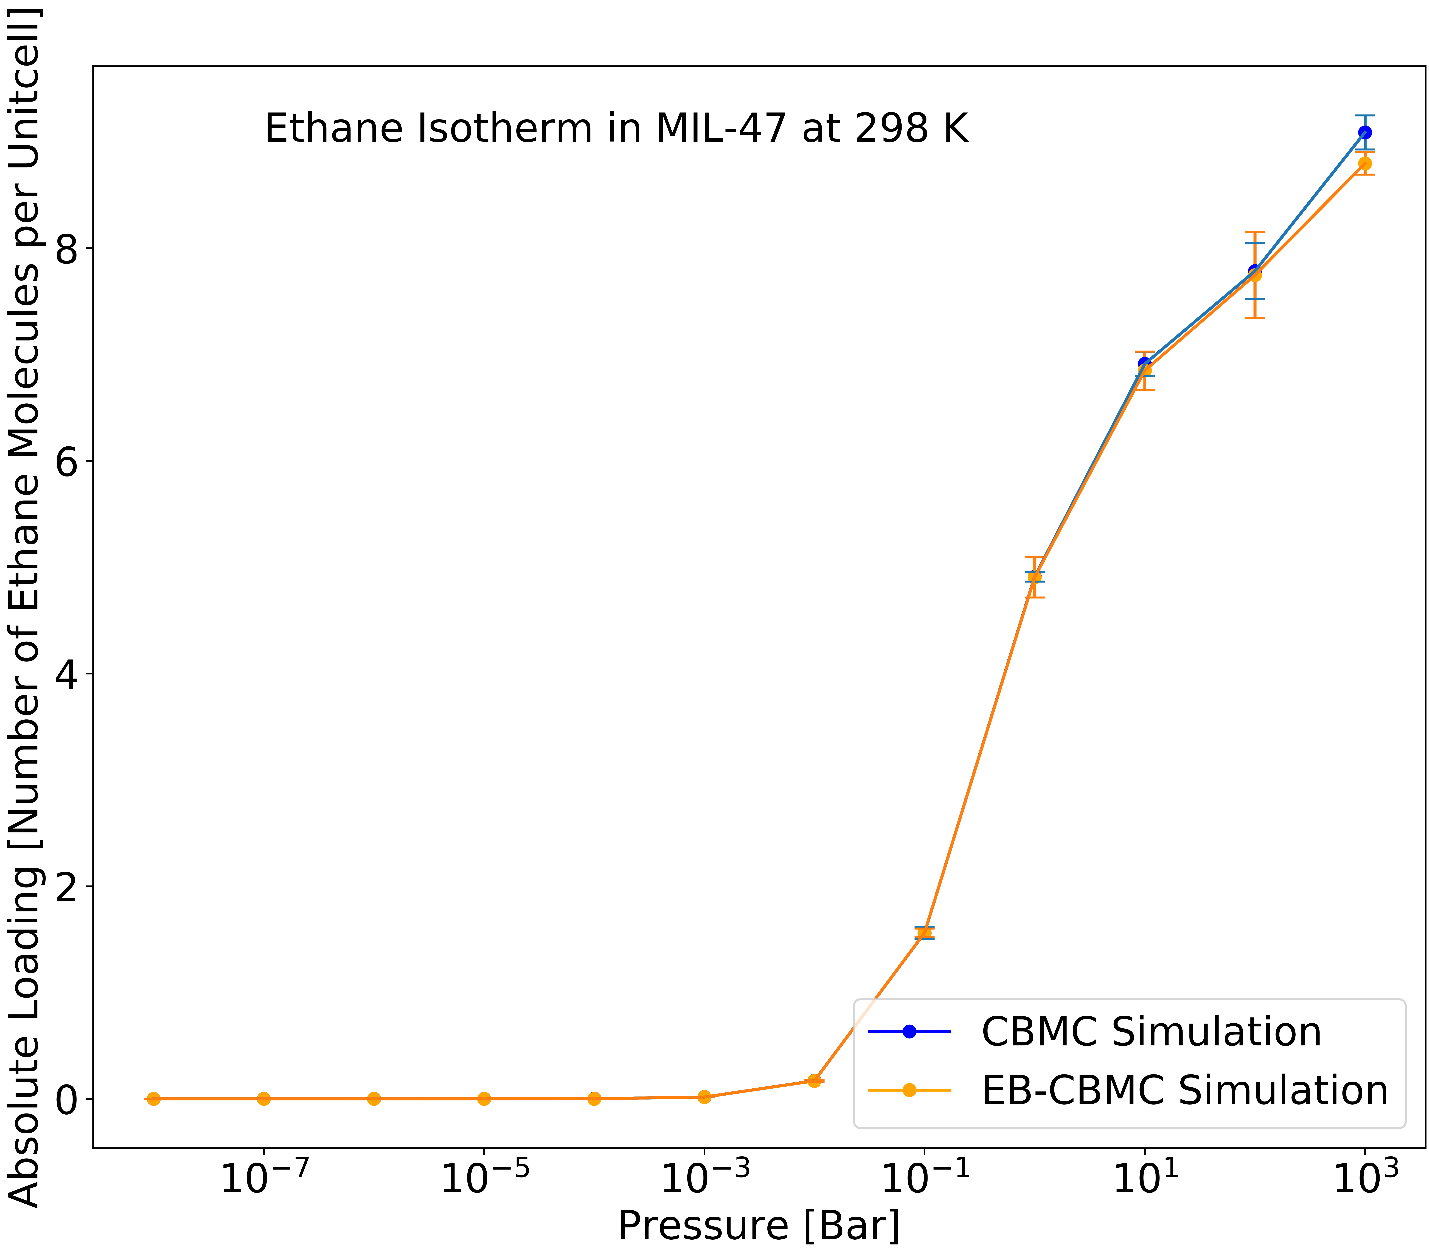 Ethane Isotherm in MIL-47 at 298 K
Absolute Loading [Number of Ethane Molecules per Unitcell]
8
6
4
2
0
CBMC Simulation
EB-CBMC Simulation
10⁻⁷ 10⁻⁵ 10⁻³ 10⁻¹ 10¹ 10³
Pressure [Bar]